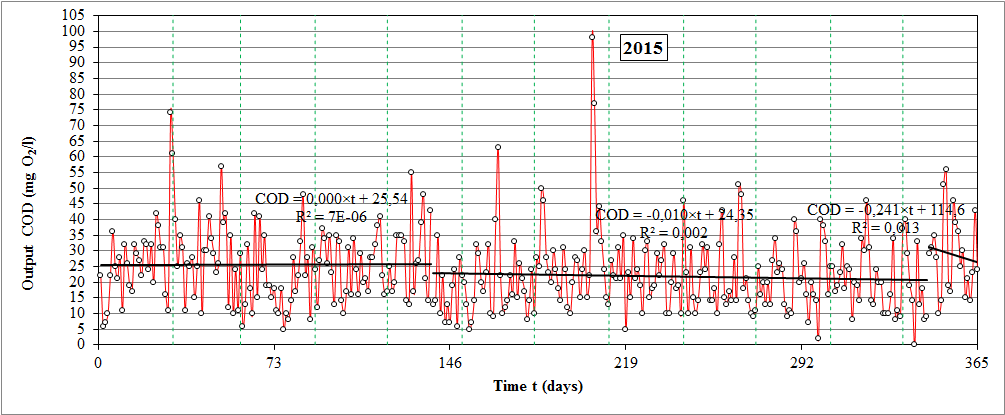 105
100
95
90
85
80
75
70
65
60
55
50
45
40
35
30
25
20
15
10
5
0
Output COD (mg O₂/l)
2015
COD = 0,000×t + 25,54
R² = 7E-06
COD = -0,010×t + 24,35
R² = 0,002
COD = -0,241×t + 114,6
R² = 0,013
0 73 146 219 292 365
Time t (days)